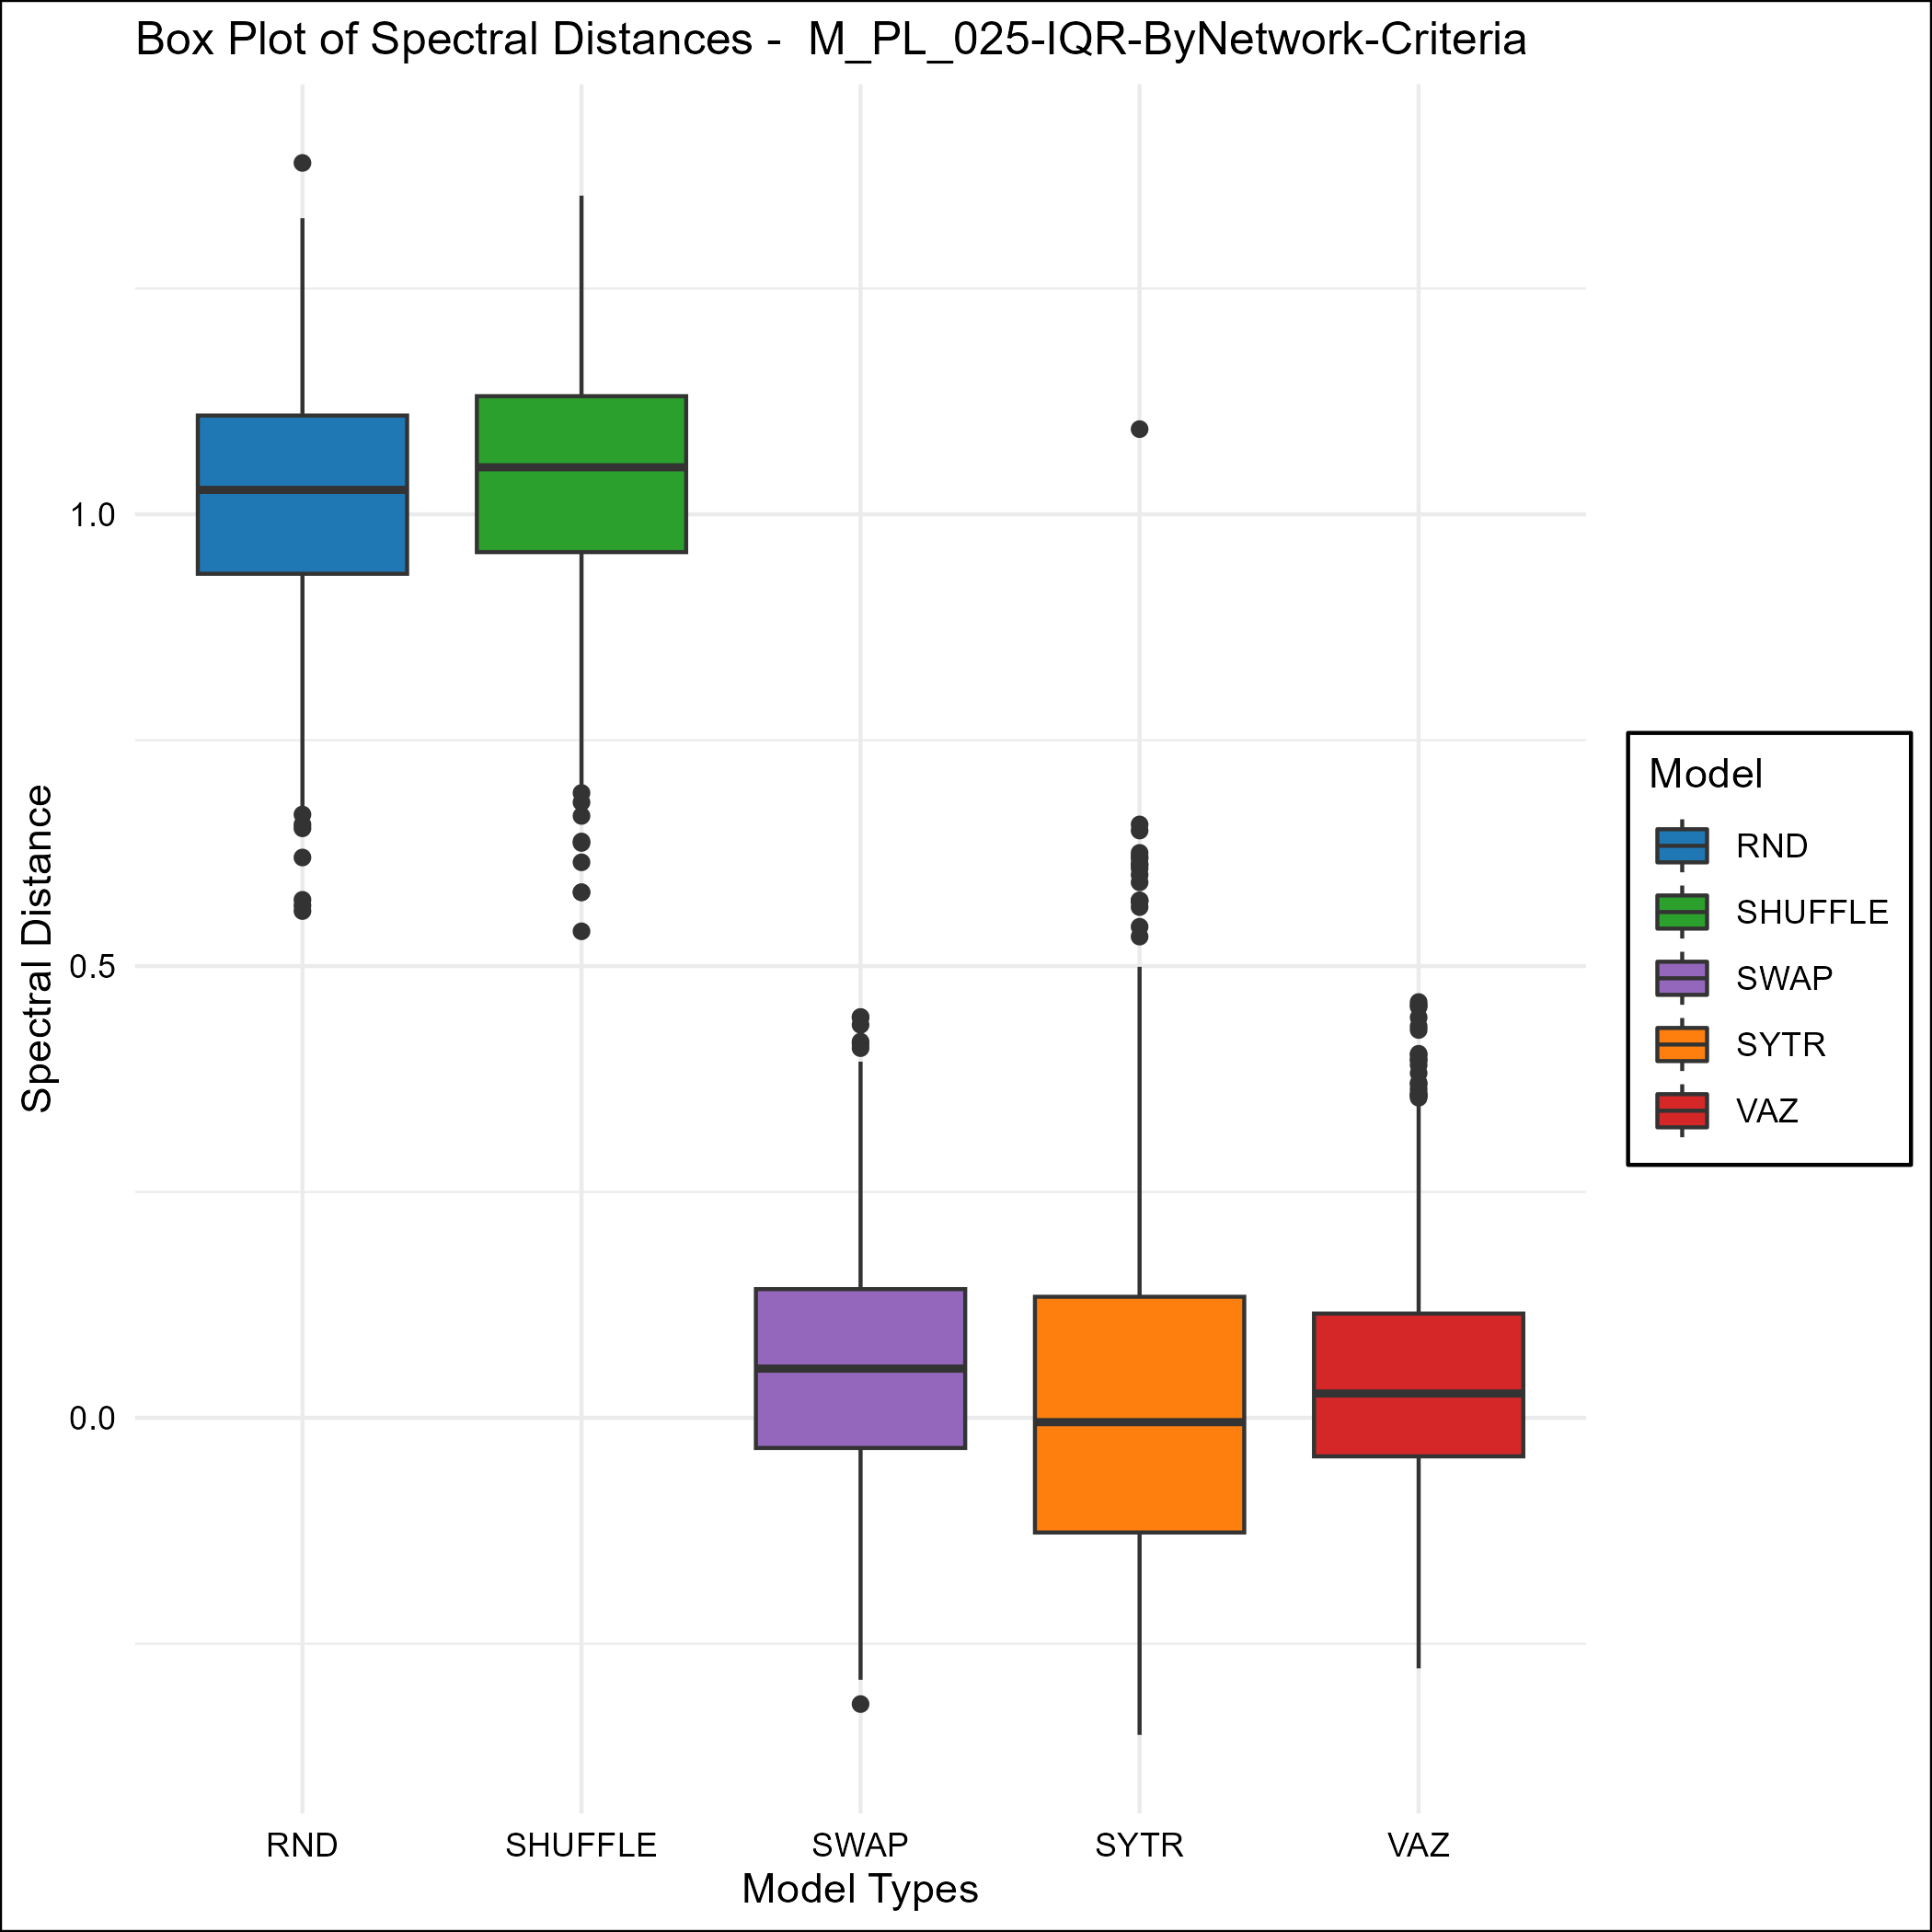 Box Plot of Spectral Distances -  M_PL_025-IQR-ByNetwork-Criteria
Spectral Distance
1.0
0.5
0.0
RND
SHUFFLE
SWAP
SYTR
VAZ
Model Types
Model
RND
SHUFFLE
SWAP
SYTR
VAZ